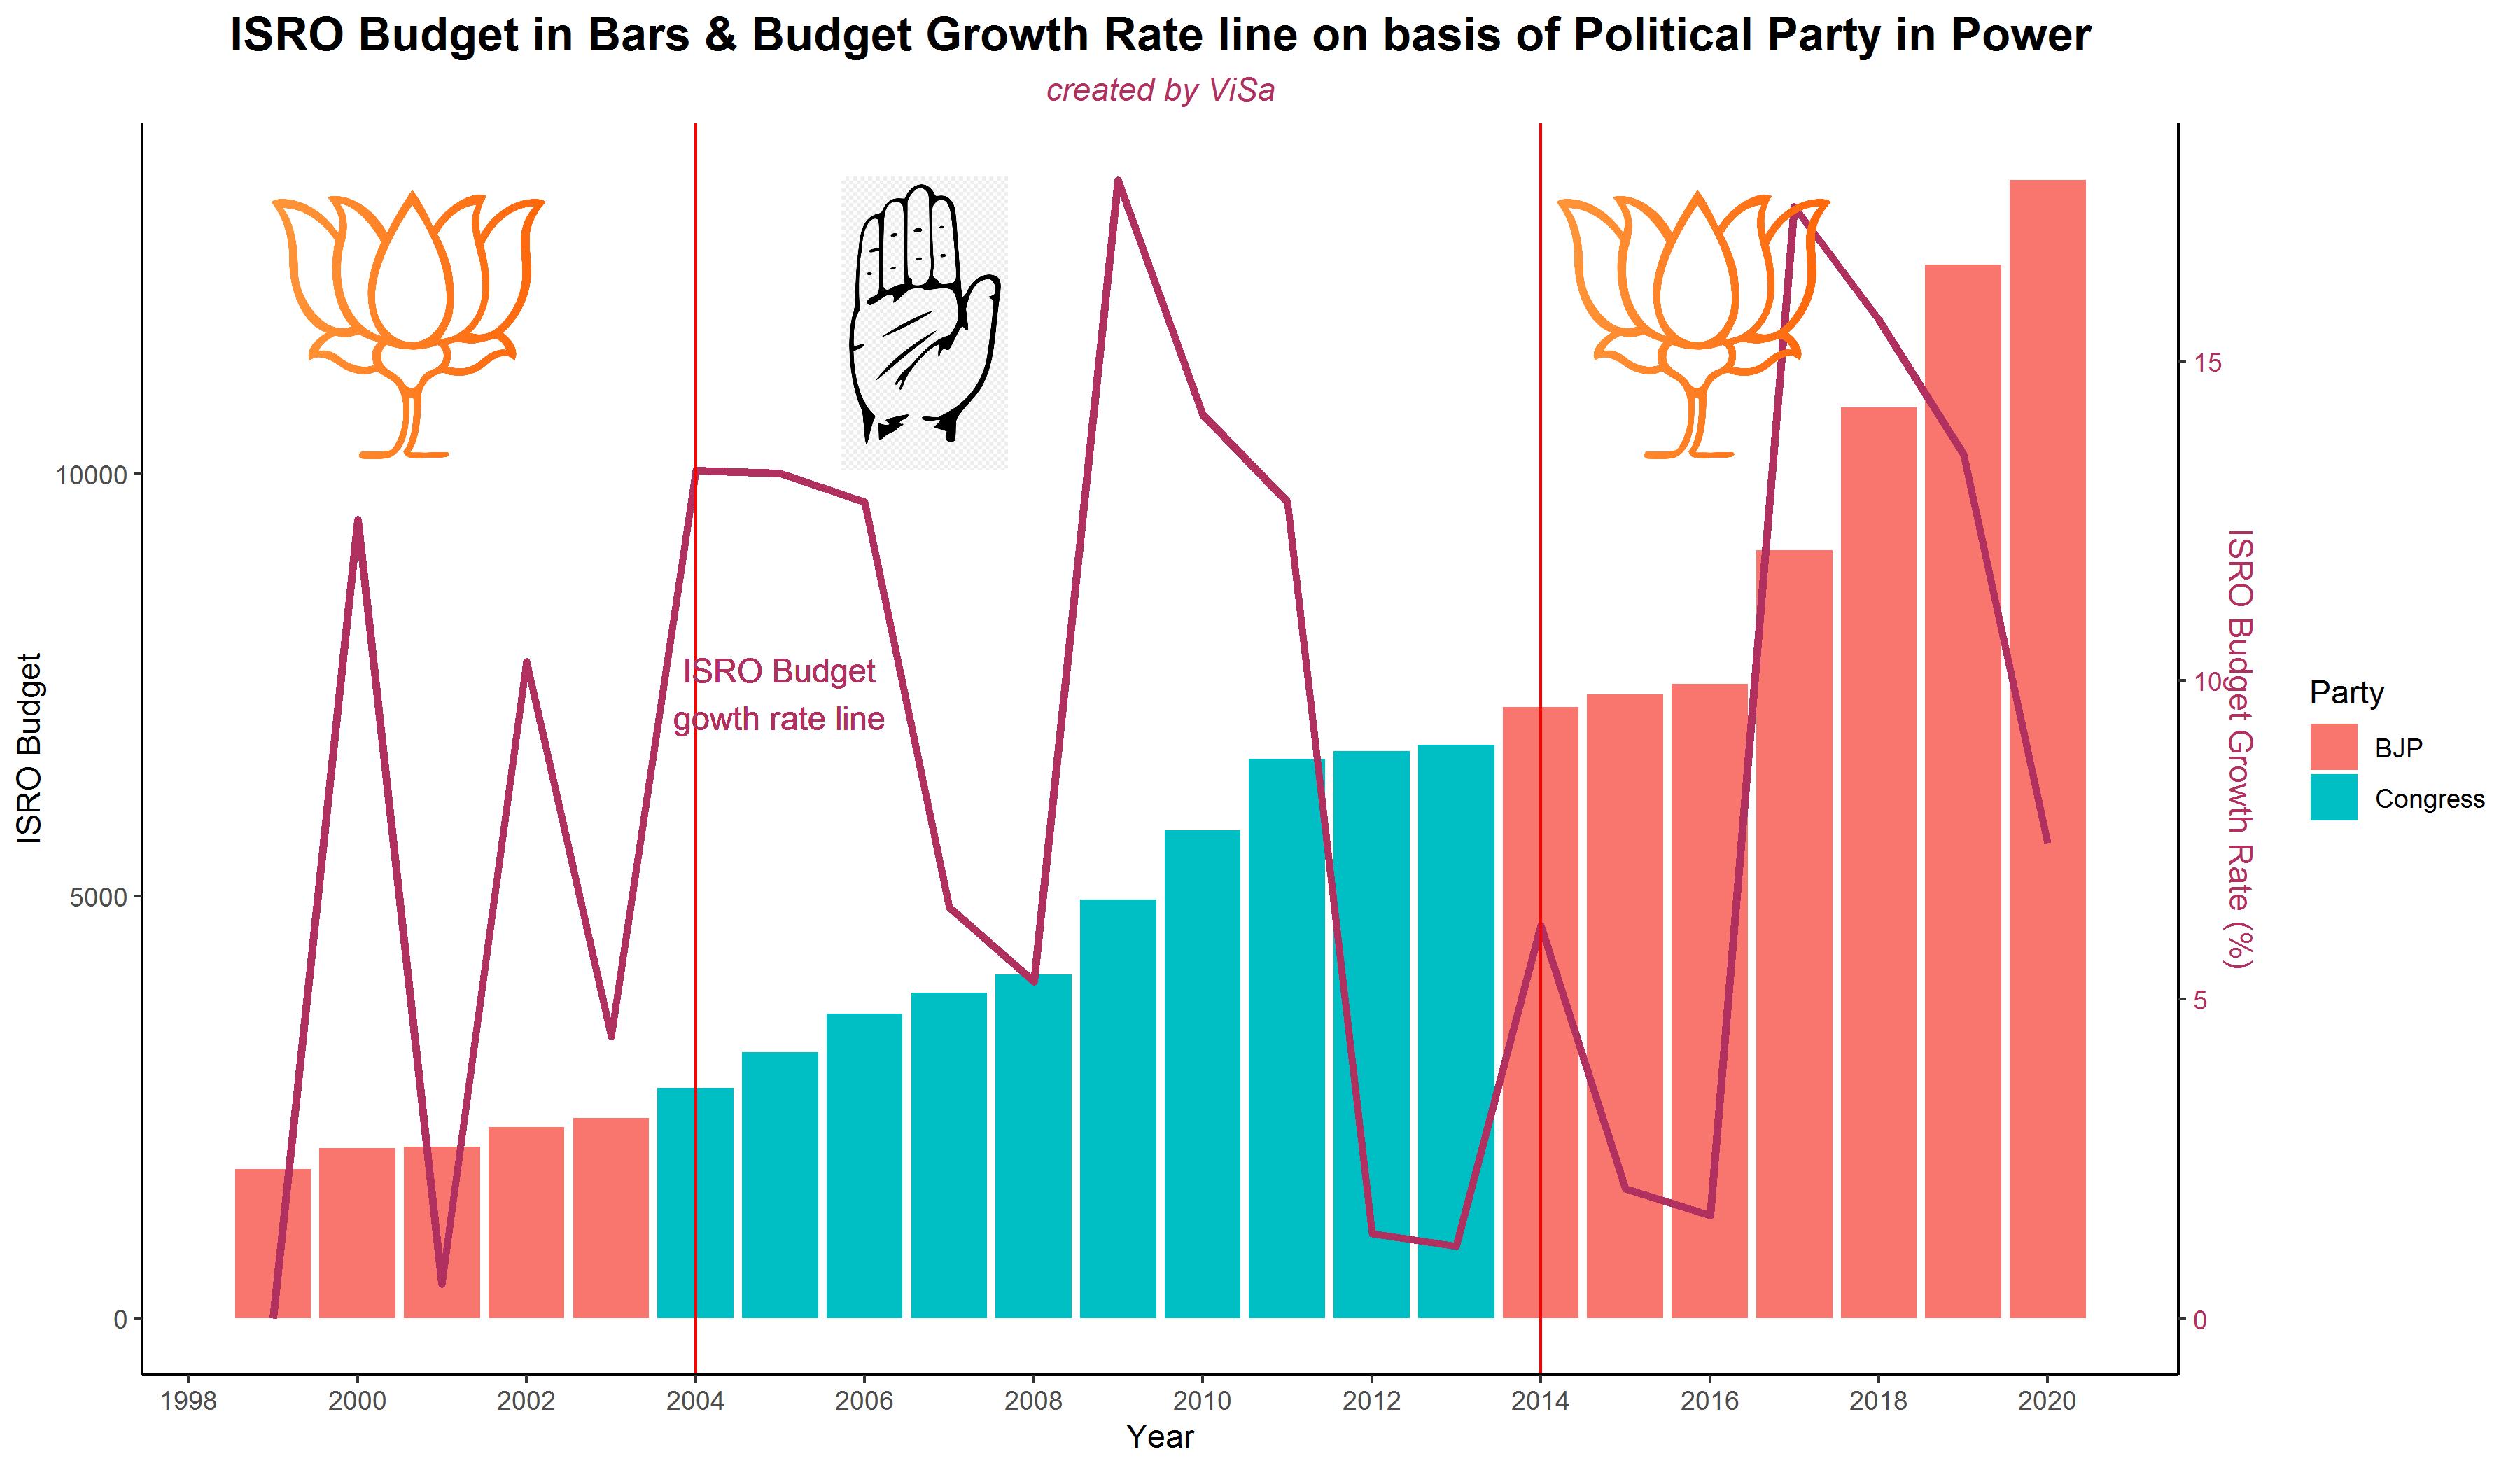 ISRO Budget in Bars & Budget Growth Rate line on basis of Political Party in Power
created by ViSa
ISRO Budget
10000
5000
0
ISRO Budget
gowth rate line
15
10
5
0
ISRO Budget Growth Rate (%)
Party
BJP
Congress
1998 2000 2002 2004 2006 2008 2010 2012 2014 2016 2018 2020
Year